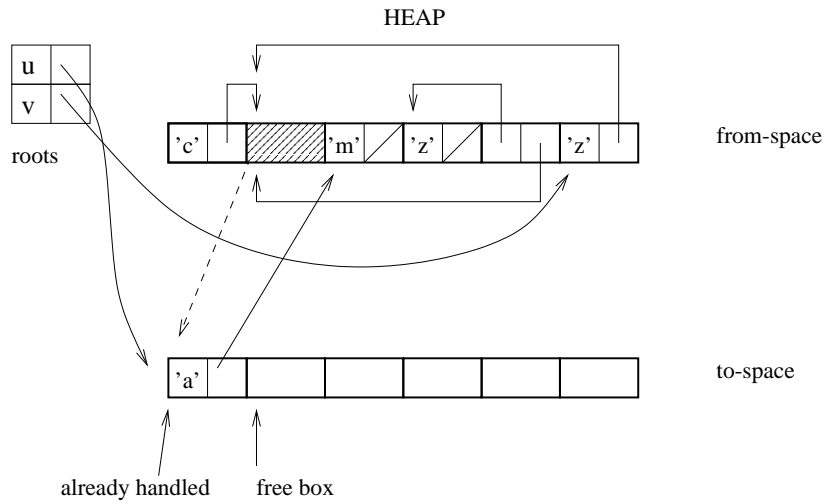 HEAP
u
v
roots
'c' 'm' 'z' 'z'
from-space
'a'
to-space
already handled
free box